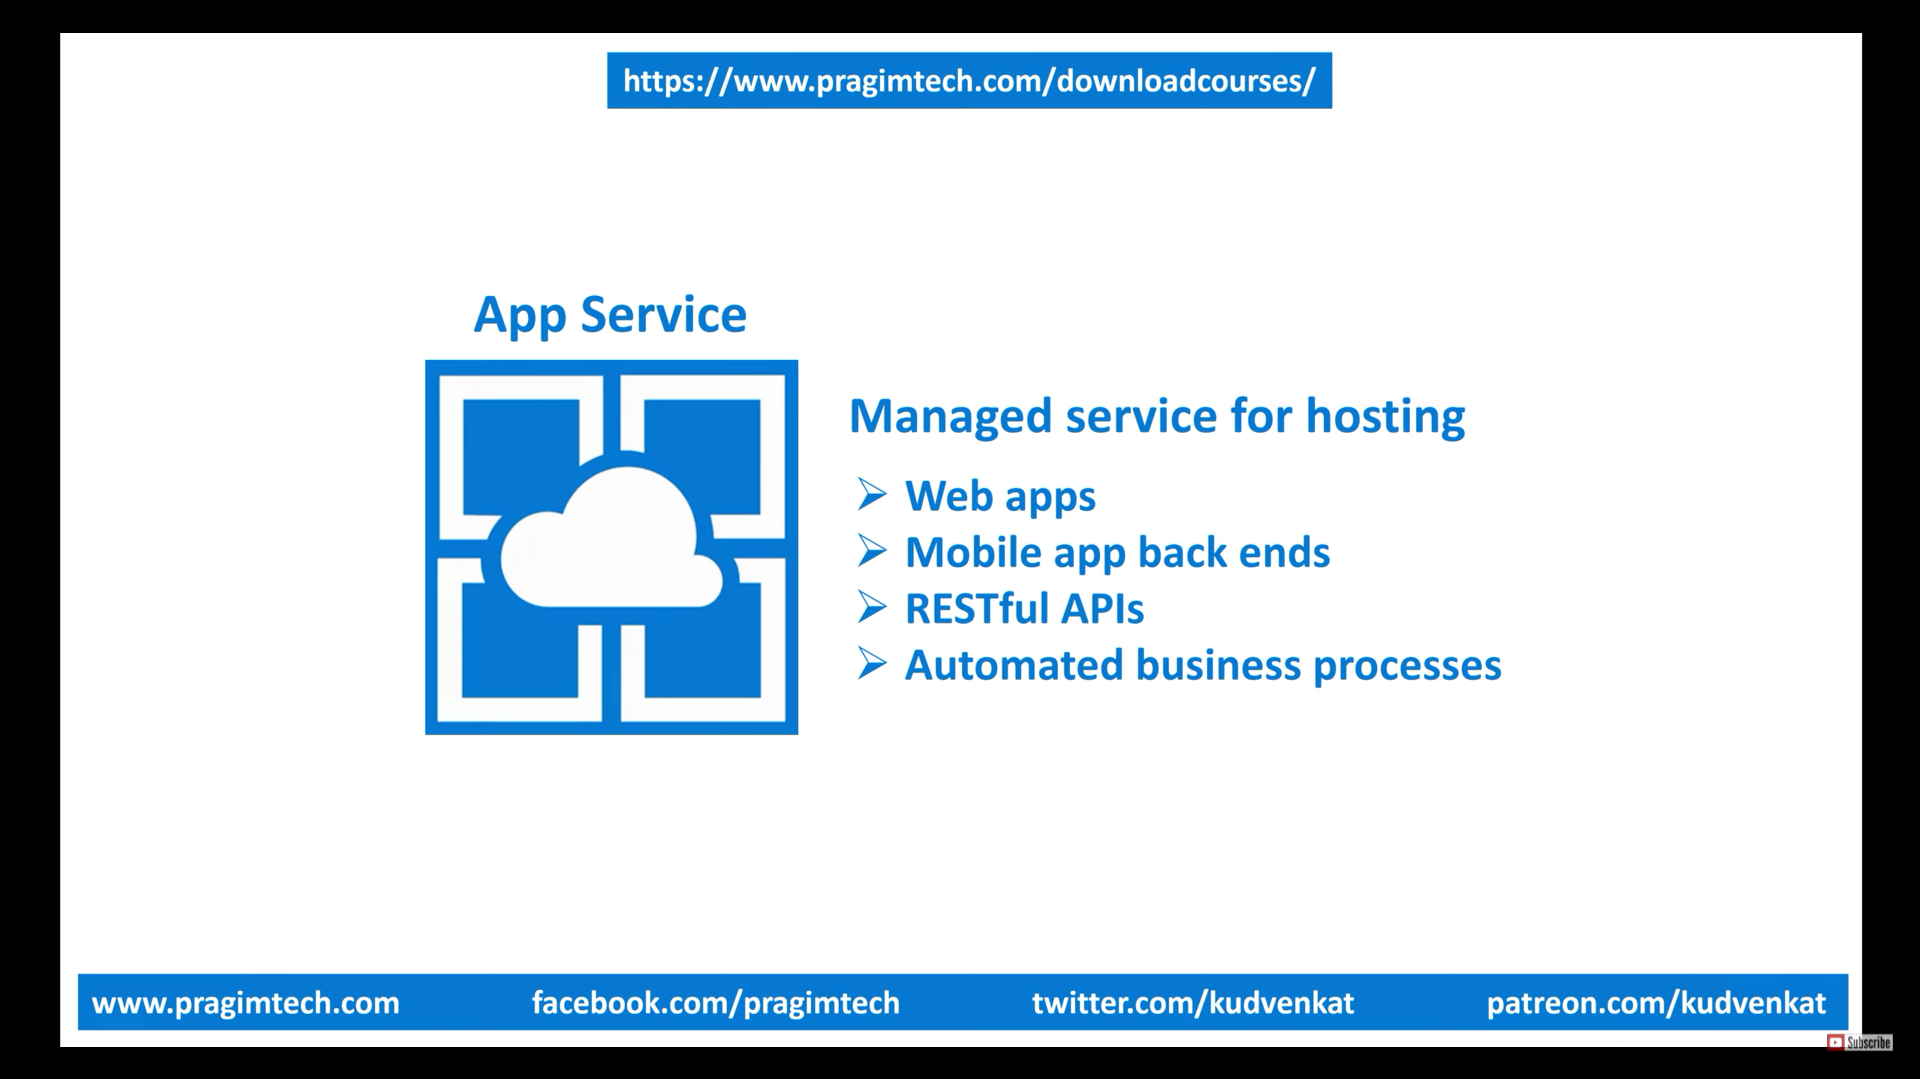 https://www.pragimtech.com/downloadcourses/
App Service
Managed service for hosting
Web apps
Mobile app back ends
RESTful APIs
Automated business processes
www.pragimtech.com facebook.com/pragimtech twitter.com/kudvenkat patreon.com/kudvenkat
Subscribe